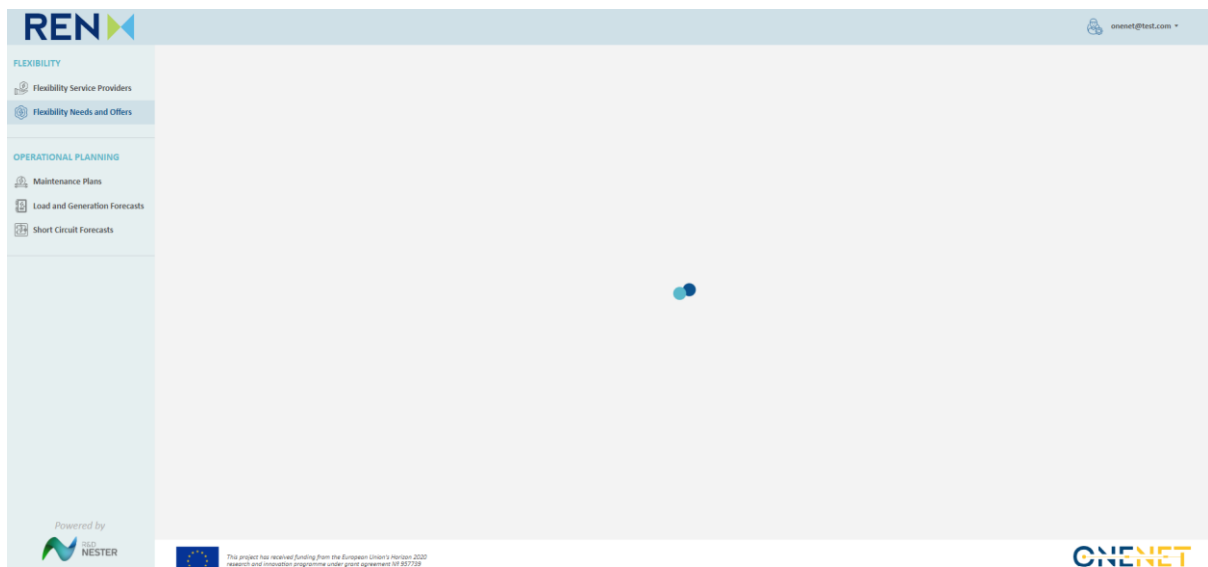 REN
onenet@test.com
FLEXIBILITY
Flexibility Service Providers
Flexibility Needs and Offers
OPERATIONAL PLANNING
Maintenance Plans
Load and Generation Forecasts
Short Circuit Forecasts
Powered by
R&D
NESTER
This project has received funding from the European Union's Horizon 2020
research and innovation programme under grant agreement Nº 957739
ONENET